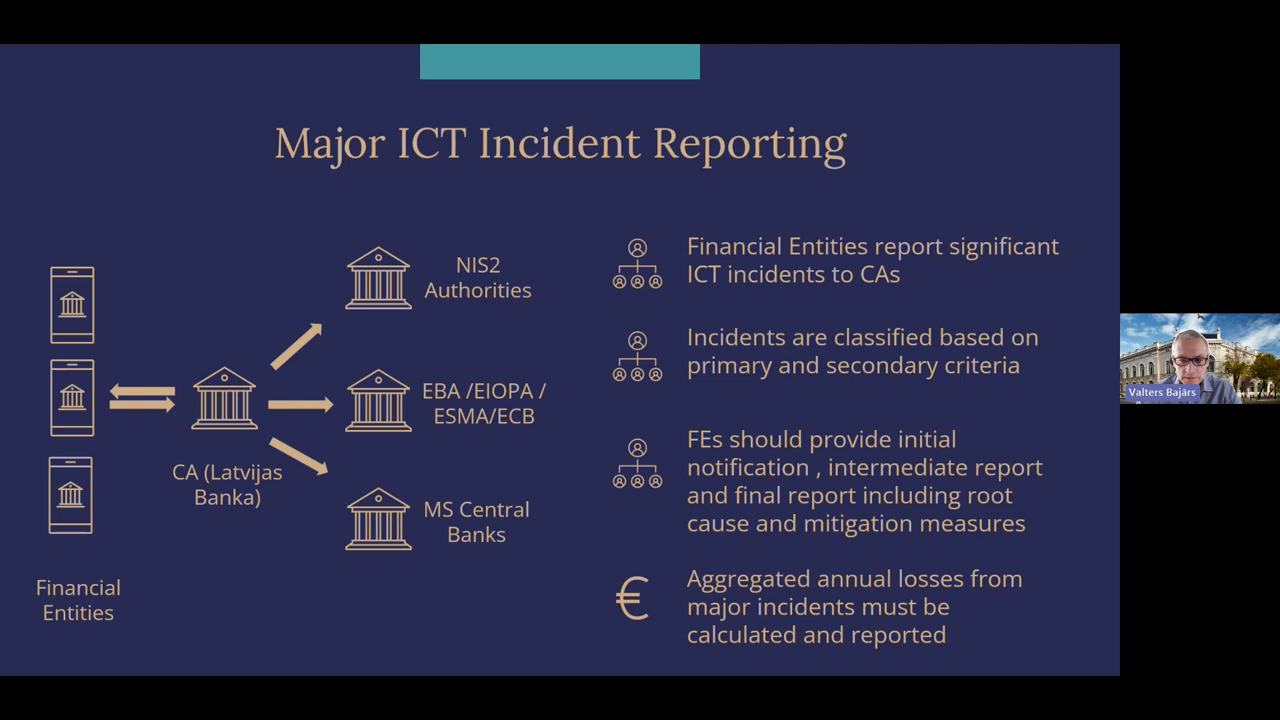 Major ICT Incident Reporting
NIS2
Authorities
EBA /EIOPA /
ESMA/ECB
CA (Latvijas
Banka)
MS Central
Banks
Financial
Entities
Financial Entities report significant
ICT incidents to CAs
Incidents are classified based on
primary and secondary criteria
FEs should provide initial
notification , intermediate report
and final report including root
cause and mitigation measures
€
Aggregated annual losses from
major incidents must be
calculated and reported
Valters Bajārs